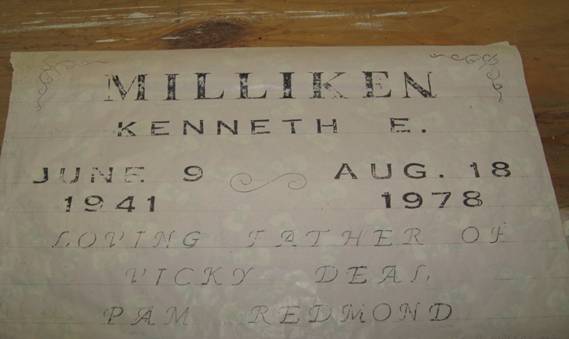 MILLIKEN
KENNETH E.
JUNE 9 AUG. 18
1941 1978
LOVING FATHER OF
VICKY DEAL
PAM REDMOND